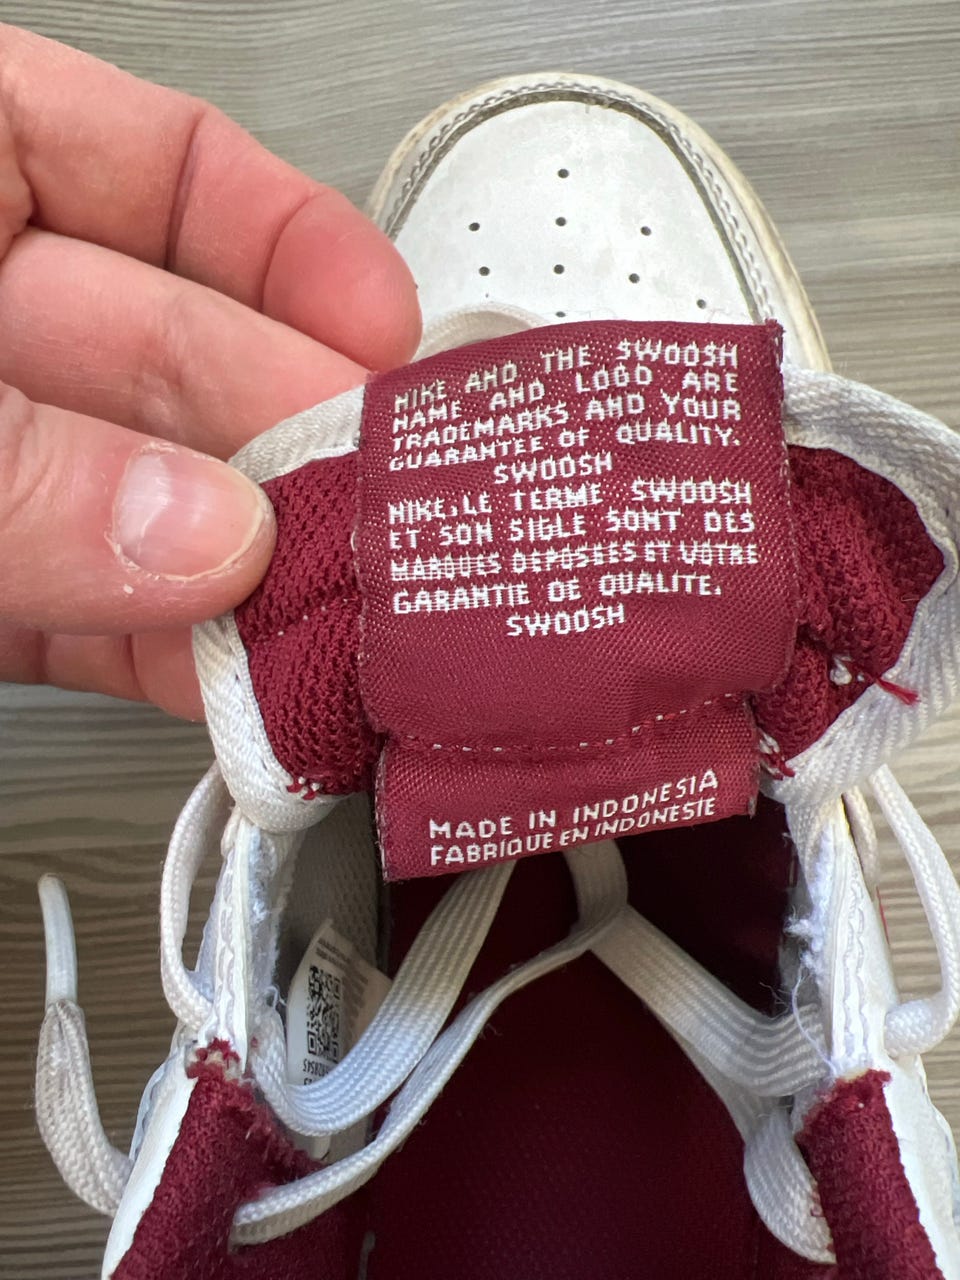 NIKE AND THE SWOOSH
NAME AND LOGO ARE
TRADEMARKS AND YOUR
GUARANTEE OF QUALITY.
SWOOSH
NIKE, LE TERME SWOOSH
ET SON SIGLE SONT DES
MARQUES DEPOSEES ET VOTRE
GARANTIE DE QUALITE.
SWOOSH
MADE IN INDONESIA
FABRIQUE EN INDONESIE